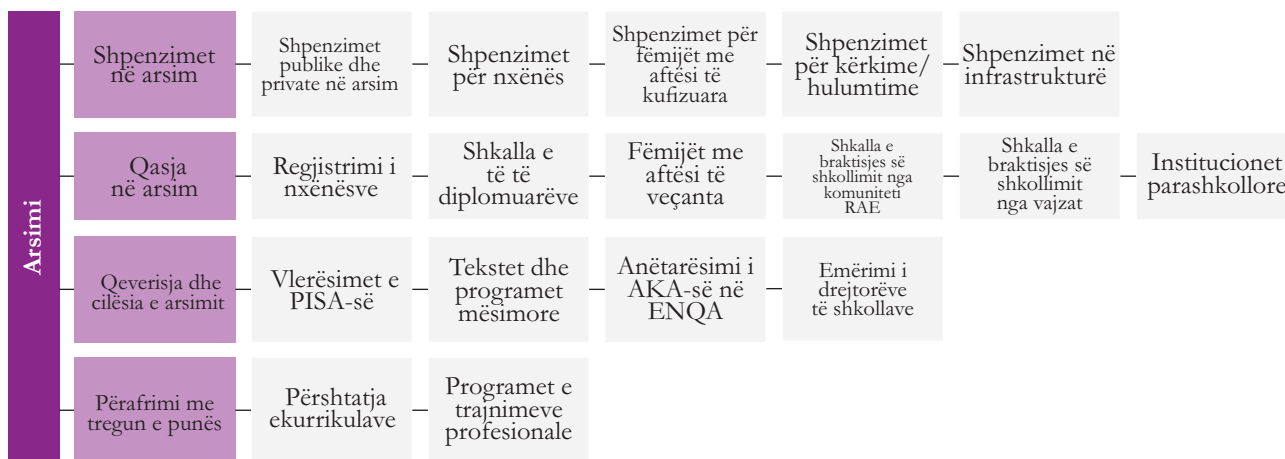 Arsimi
Shpenzimet
në arsim
Shpenzimet
publike dhe
private në arsim
Shpenzimet
për nxënës
Shpenzimet për
fëmijët me
aftësi të
kufizuara
Shpenzimet
për kërkime/
hulumtime
Shpenzimet në
infrastrukturë
Qasja
në arsim
Regjistrimi i
nxënësve
Shkalla e
të të
diplomuarëve
Fëmijët me
aftësi të
veçanta
Shkalla e
braktisjes së
shkollimit nga
komuniteti
RAE
Shkalla e
braktisjes së
shkollimit
nga vajzat
Institucionet
parashkollore
Qeverisja dhe
cilësia e arsimit
Vlerësimet e
PISA-së
Tekstet dhe
programet
mësimore
Anëtarësimi i
AKA-së në
ENQA
Emërimi i
drejtorëve
të shkollave
Përafrimi me
tregun e punës
Përshtatja
ekurrikulave
Programet e
trajnimeve
profesionale